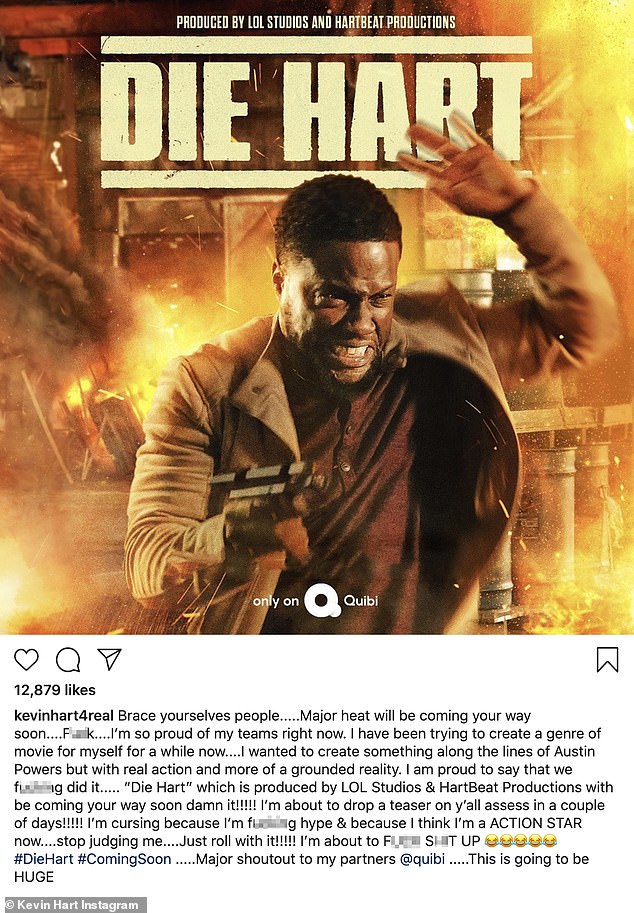 PRODUCED BY LOL STUDIOS AND HARTBEAT PRODUCTIONS
DIE HART
only on Quibi
12,879 likes
kevinhart4real Brace yourselves people.....Major heat will be coming your way
soon....F k....I'm so proud of my teams right now. I have been trying to create a genre of
movie for myself for a while now....I wanted to create something along the lines of Austin
Powers but with real action and more of a grounded reality. I am proud to say that we
f g did it..... "Die Hart" which is produced by LOL Studios & HartBeat Productions with
be coming your way soon damn it!!!!! I'm about to drop a teaser on y'all assess in a couple
of days!!!!! I'm cursing because I'm f g hype & because I think I'm a ACTION STAR
now....stop judging me....Just roll with it!!!!! I'm about to F S T UP 😂😂😂😂😂
#DieHart #ComingSoon .....Major shoutout to my partners @quibi .....This is going to be
HUGE
© Kevin Hart Instagram